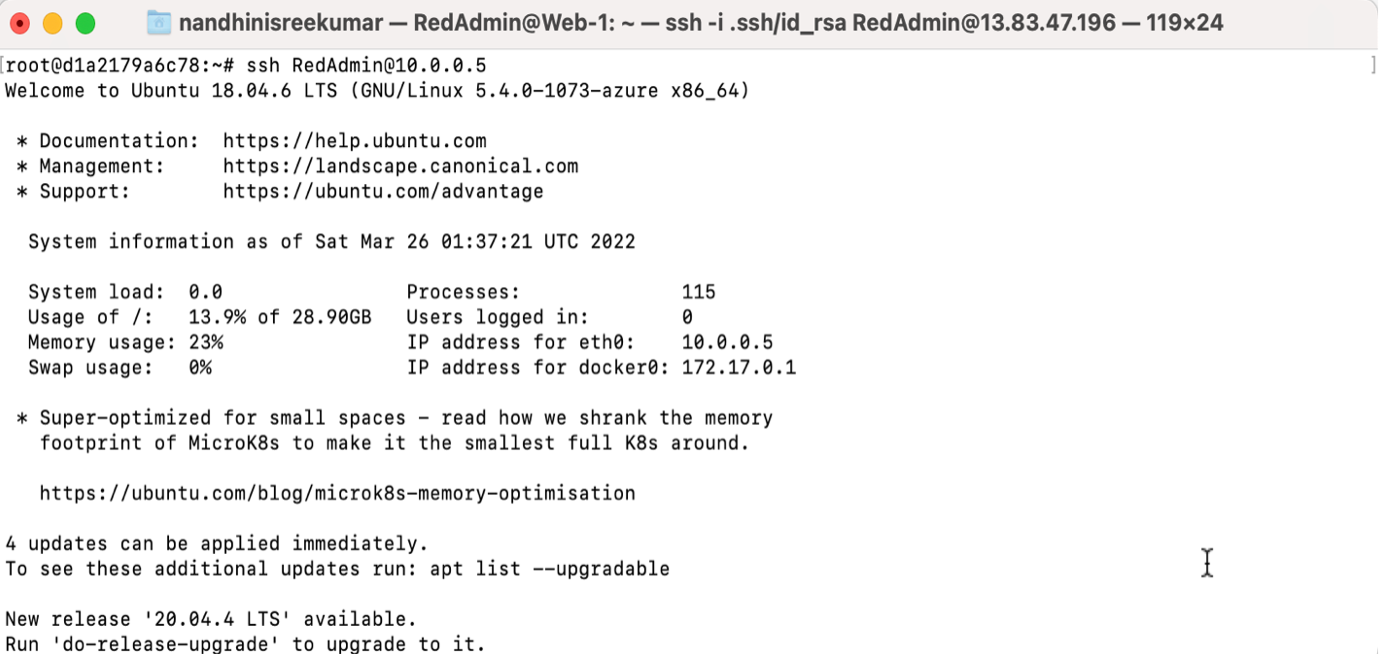 nandhinisreekumar — RedAdmin@Web-1: ~ — ssh -i .ssh/id_rsa RedAdmin@13.83.47.196 — 119×24
[root@d1a2179a6c78:~# ssh RedAdmin@10.0.0.5 ]
Welcome to Ubuntu 18.04.6 LTS (GNU/Linux 5.4.0-1073-azure x86_64)
* Documentation:  https://help.ubuntu.com
* Management:     https://landscape.canonical.com
* Support:        https://ubuntu.com/advantage
System information as of Sat Mar 26 01:37:21 UTC 2022
System load:  0.0                Processes:              115
Usage of /:   13.9% of 28.90GB   Users logged in:        0
Memory usage: 23%                IP address for eth0:    10.0.0.5
Swap usage:   0%                 IP address for docker0: 172.17.0.1
* Super-optimized for small spaces - read how we shrank the memory
footprint of MicroK8s to make it the smallest full K8s around.
https://ubuntu.com/blog/microk8s-memory-optimisation
4 updates can be applied immediately.
To see these additional updates run: apt list --upgradable
New release '20.04.4 LTS' available.
Run 'do-release-upgrade' to upgrade to it.